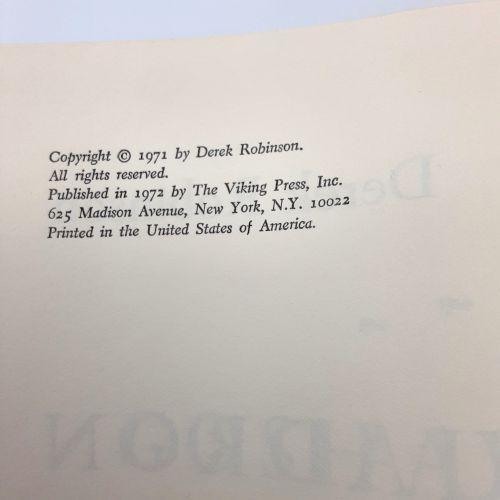 Copyright © 1971 by Derek Robinson.
All rights reserved.
Published in 1972 by The Viking Press, Inc.
625 Madison Avenue, New York, N.Y. 10022
Printed in the United States of America.